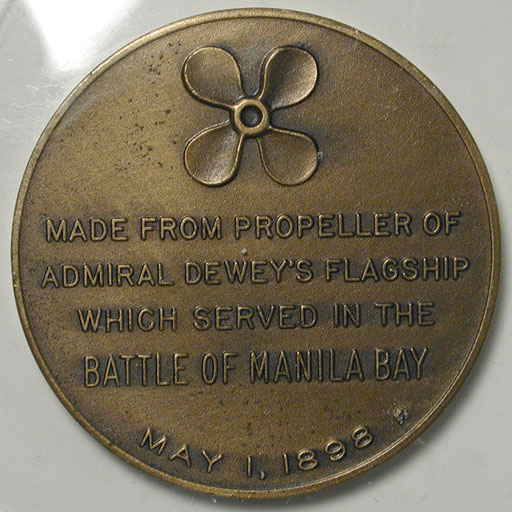 MADE FROM PROPELLER OF
ADMIRAL DEWEY'S FLAGSHIP
WHICH SERVED IN THE
BATTLE OF MANILA BAY
MAY 1, 1898